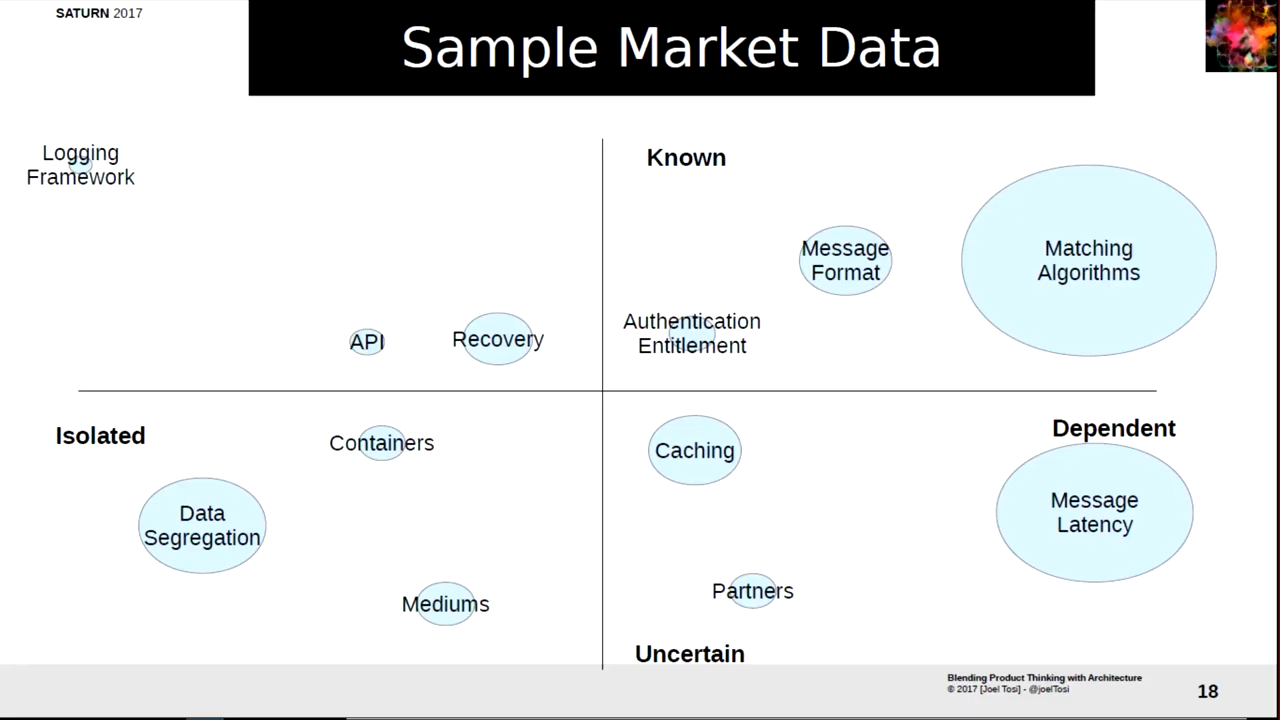 SATURN 2017
Sample Market Data
Logging
Framework
Known
Message
Format
Matching
Algorithms
Authentication
Entitlement
API
Recovery
Isolated
Containers
Caching
Dependent
Data
Segregation
Message
Latency
Mediums
Partners
Uncertain
Blending Product Thinking with Architecture
© 2017 [Joel Tosi] - @joelTosi
18